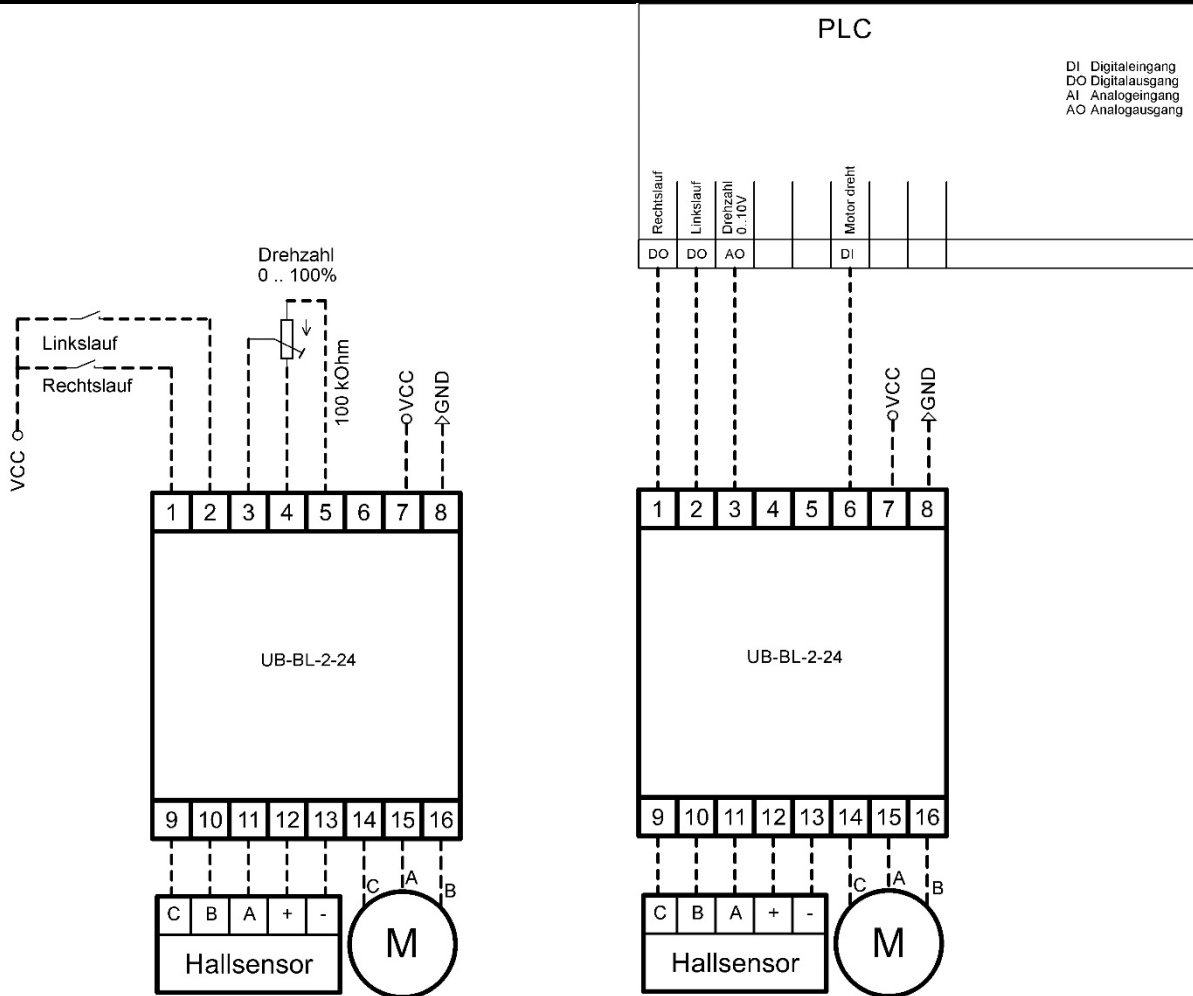 Drehzahl
0 .. 100%
Linkslauf
Rechtslauf
VCC
100 kOhm
VCC
GND
1 2 3 4 5 6 7 8
UB-BL-2-24
9 10 11 12 13 14 15 16
C A B
C B A + -
Hallsensor
M
PLC
DI Digitaleingang
DO Digitalausgang
AI Analogeingang
AO Analogausgang
Rechtslauf
Linkslauf
Drehzahl
0..10V
Motor dreht
DO DO AO DI
VCC
GND
1 2 3 4 5 6 7 8
UB-BL-2-24
9 10 11 12 13 14 15 16
C A B
C B A + -
Hallsensor
M